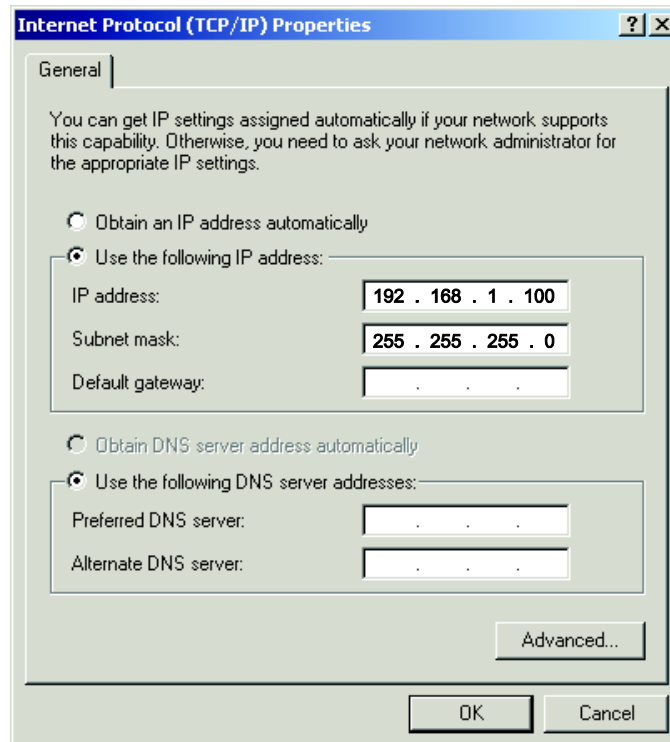 Internet Protocol (TCP/IP) Properties
General
You can get IP settings assigned automatically if your network supports
this capability. Otherwise, you need to ask your network administrator for
the appropriate IP settings.
Obtain an IP address automatically
Use the following IP address:
IP address: 192 . 168 . 1 . 100
Subnet mask: 255 . 255 . 255 . 0
Default gateway: . . .
Obtain DNS server address automatically
Use the following DNS server addresses:
Preferred DNS server: . . .
Alternate DNS server: . . .
Advanced...
OK Cancel